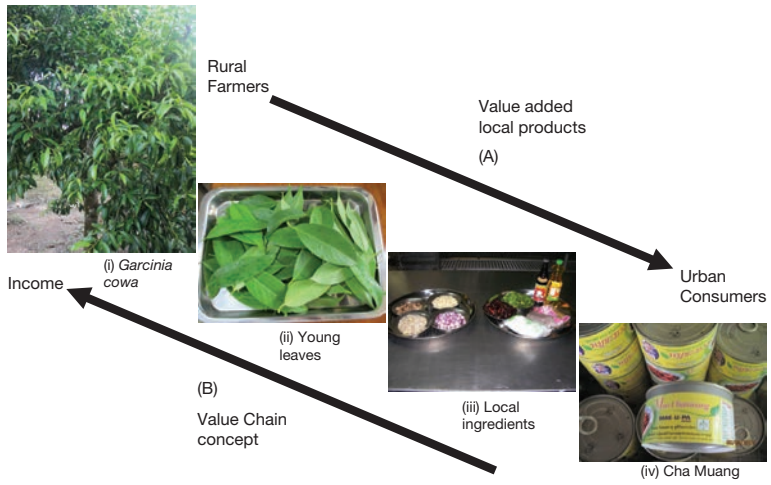 Rural
Farmers
Value added
local products
(A)
(i) Garcinia
cowa
Income
Urban
Consumers
(ii) Young
leaves
(B)
Value Chain
concept
(iii) Local
ingredients
(iv) Cha Muang